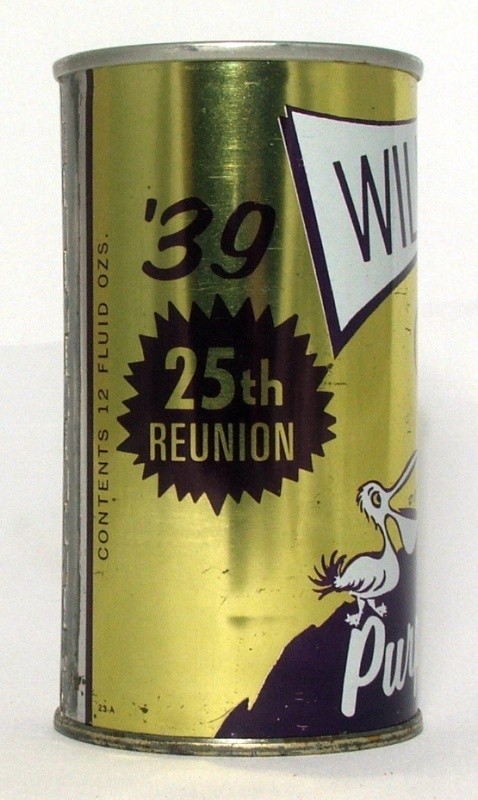 '39
25th
REUNION
WIL
Pur
CONTENTS 12 FLUID OZS.
23-A